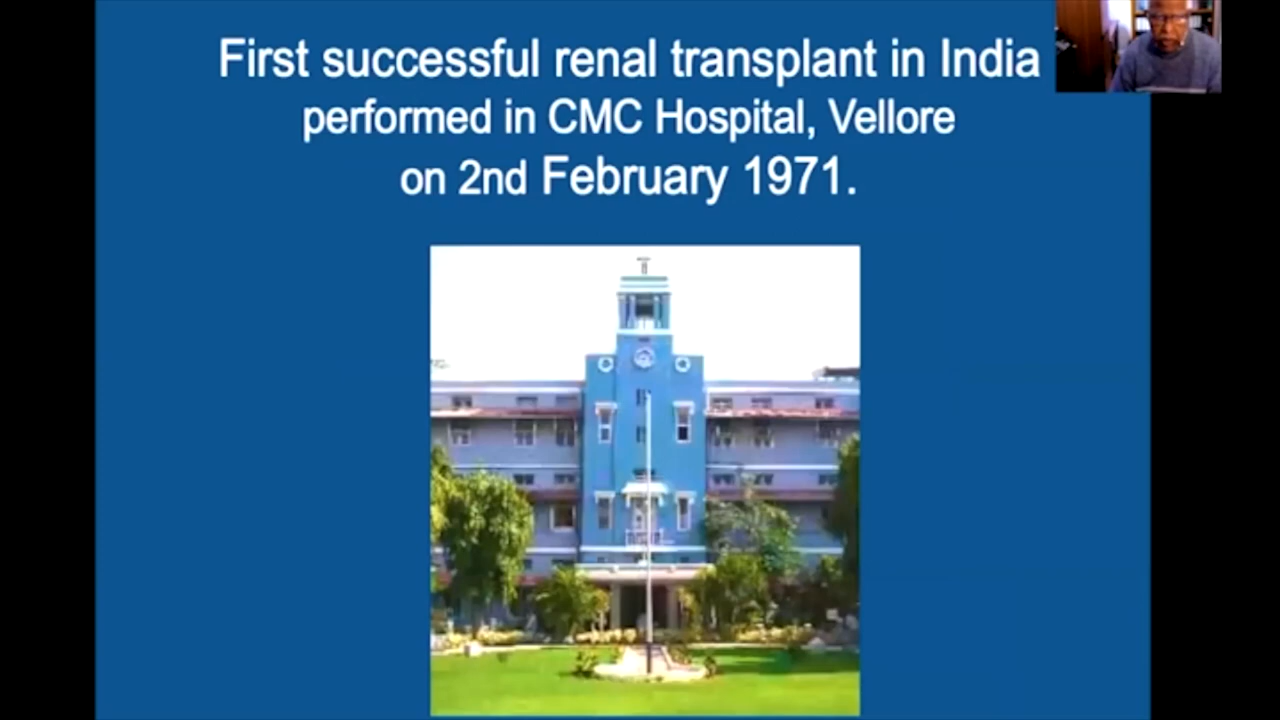 First successful renal transplant in India
performed in CMC Hospital, Vellore
on 2nd February 1971.